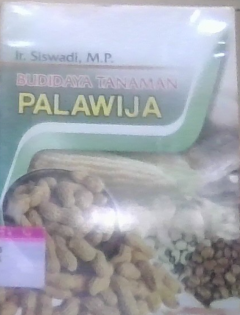 Ir. Siswadi, M.P.
BUDIDAYA TANAMAN
PALAWIJA